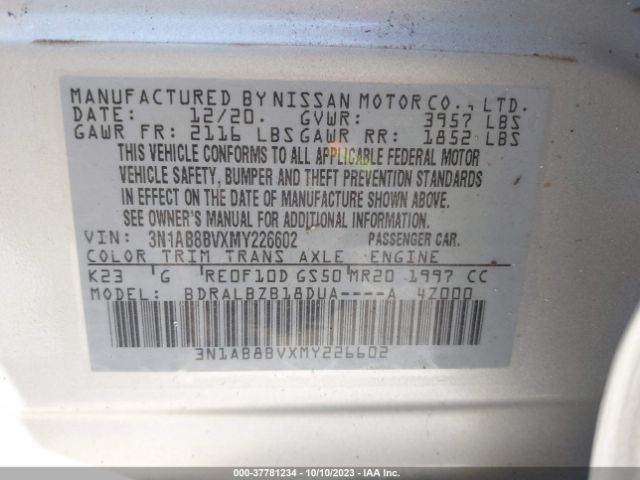 MANUFACTURED BY NISSAN MOTOR CO., LTD.
DATE: 12/20. GVWR: 3957 LBS
GAWR FR: 2116 LBS GAWR RR: 1852 LBS
THIS VEHICLE CONFORMS TO ALL APPLICABLE FEDERAL MOTOR
VEHICLE SAFETY, BUMPER AND THEFT PREVENTION STANDARDS
IN EFFECT ON THE DATE OF MANUFACTURE SHOWN ABOVE.
SEE OWNER'S MANUAL FOR ADDITIONAL INFORMATION.
VIN: 3N1AB8BVXMY226602 PASSENGER CAR.
COLOR TRIM TRANS AXLE ENGINE
K23 G RE0F10D GS50 MR20 1997 CC
MODEL: BDRALBZB18DUA----A 4Z000
3N1AB8BVXMY226602
000-37781234 | 10/10/2023 | Copyright © IAA, LLC